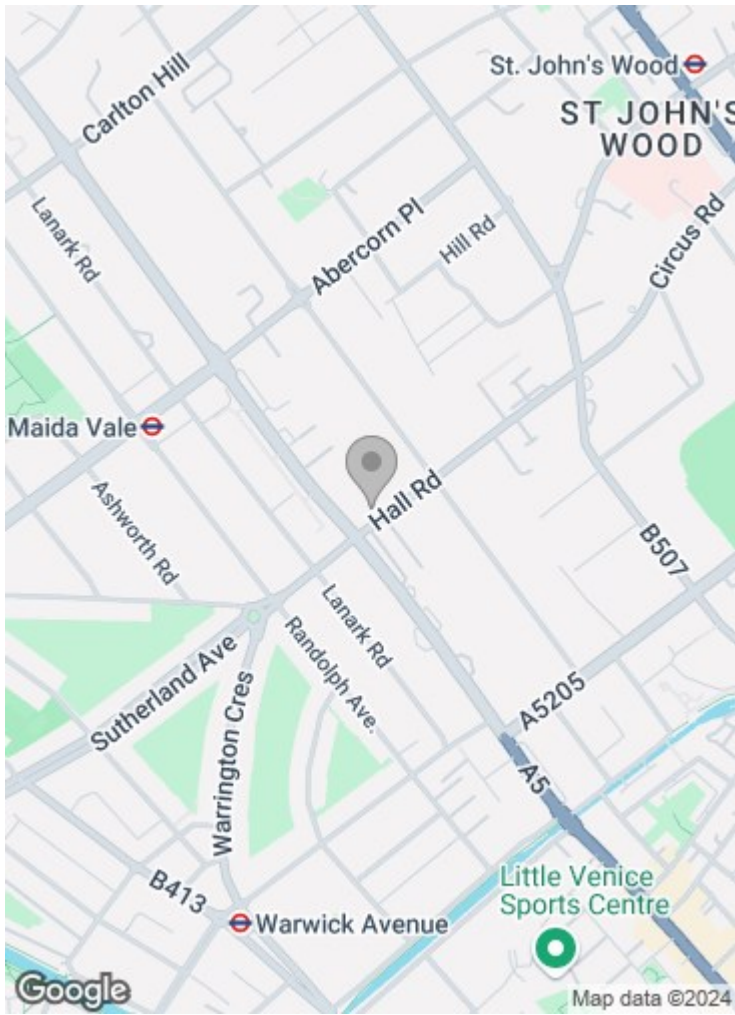 Carlton Hill
St. John's Wood
ST JOHN'S
WOOD
Lanark Rd
Abercorn Pl
Hill Rd
Circus Rd
Maida Vale
Hall Rd
Ashworth Rd
B507
Lanark Rd
Randolph Ave.
Sutherland Ave
Warrington Cres
A5205
A5
B413
Little Venice
Sports Centre
Warwick Avenue
Google
Map data ©2024